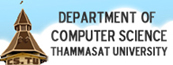 DEPARTMENT OF
COMPUTER SCIENCE
THAMMASAT UNIVERSITY